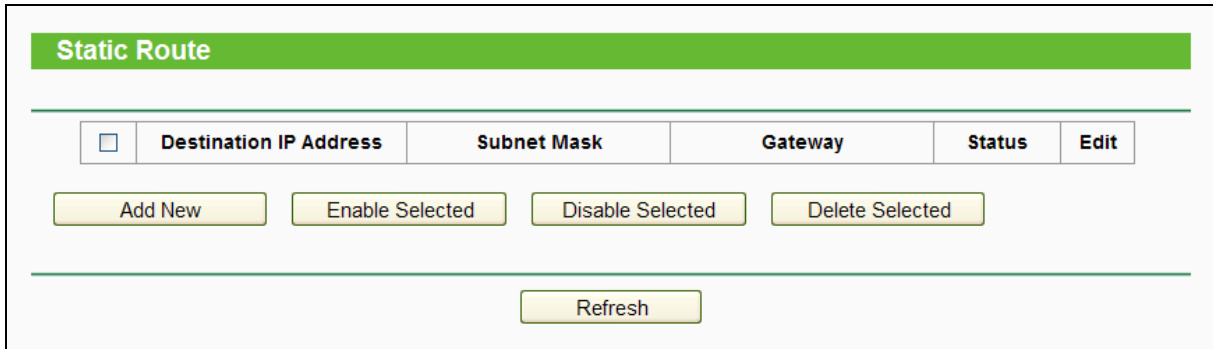 Static Route
Destination IP Address Subnet Mask Gateway Status Edit
Add New Enable Selected Disable Selected Delete Selected
Refresh